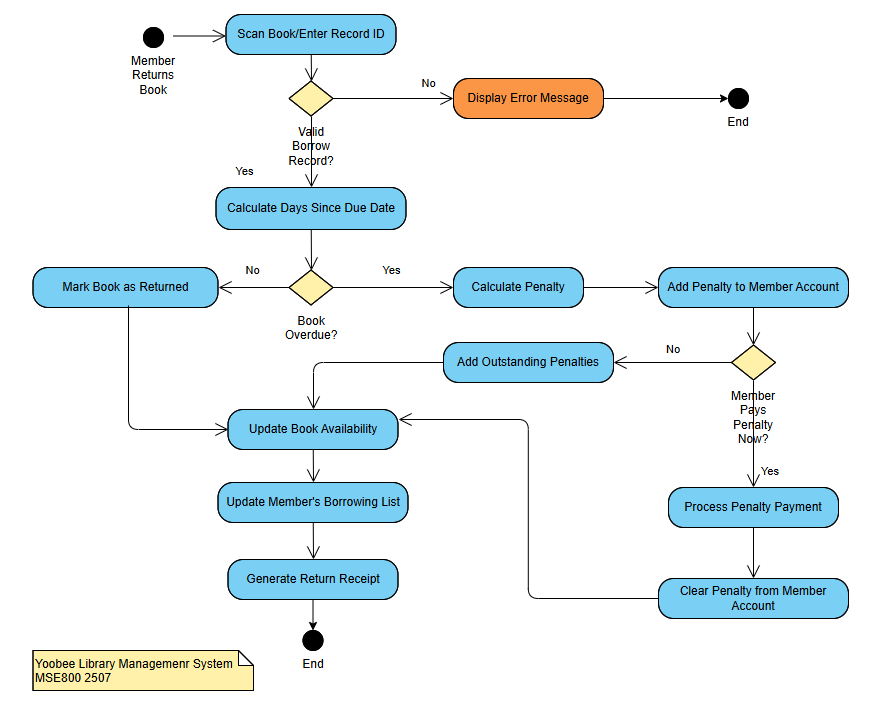 Scan Book/Enter Record ID
Member
Returns
Book
No
Display Error Message
End
Valid
Borrow
Record?
Yes
Calculate Days Since Due Date
No
Yes
Mark Book as Returned
Calculate Penalty
Add Penalty to Member Account
Book
Overdue?
No
Add Outstanding Penalties
Member
Pays
Penalty
Now?
Update Book Availability
Yes
Update Member's Borrowing List
Process Penalty Payment
Generate Return Receipt
Clear Penalty from Member
Account
End
Yoobee Library Managemenr System
MSE800 2507